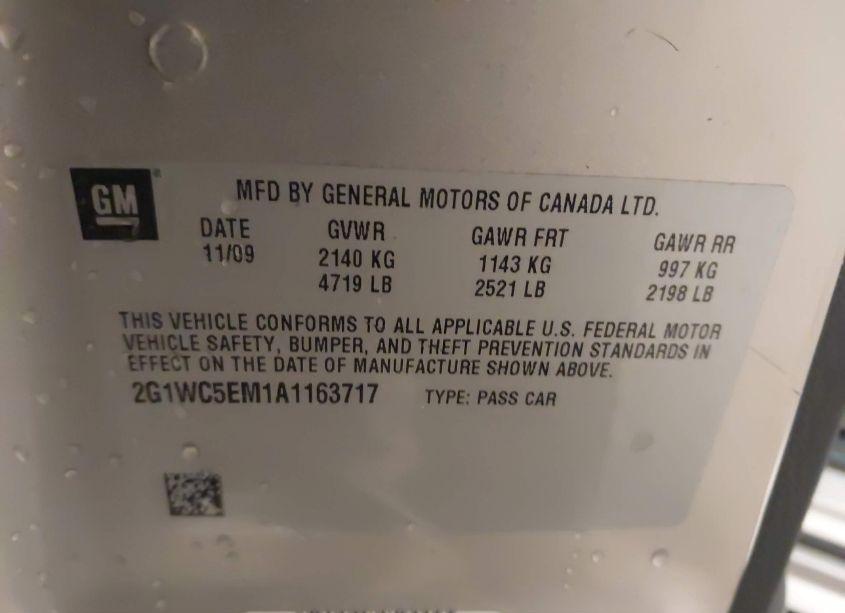 GM
MFD BY GENERAL MOTORS OF CANADA LTD.
DATE GVWR GAWR FRT GAWR RR
11/09 2140 KG 1143 KG 997 KG
4719 LB 2521 LB 2198 LB
THIS VEHICLE CONFORMS TO ALL APPLICABLE U.S. FEDERAL MOTOR
VEHICLE SAFETY, BUMPER, AND THEFT PREVENTION STANDARDS IN
EFFECT ON THE DATE OF MANUFACTURE SHOWN ABOVE.
2G1WC5EM1A1163717 TYPE: PASS CAR